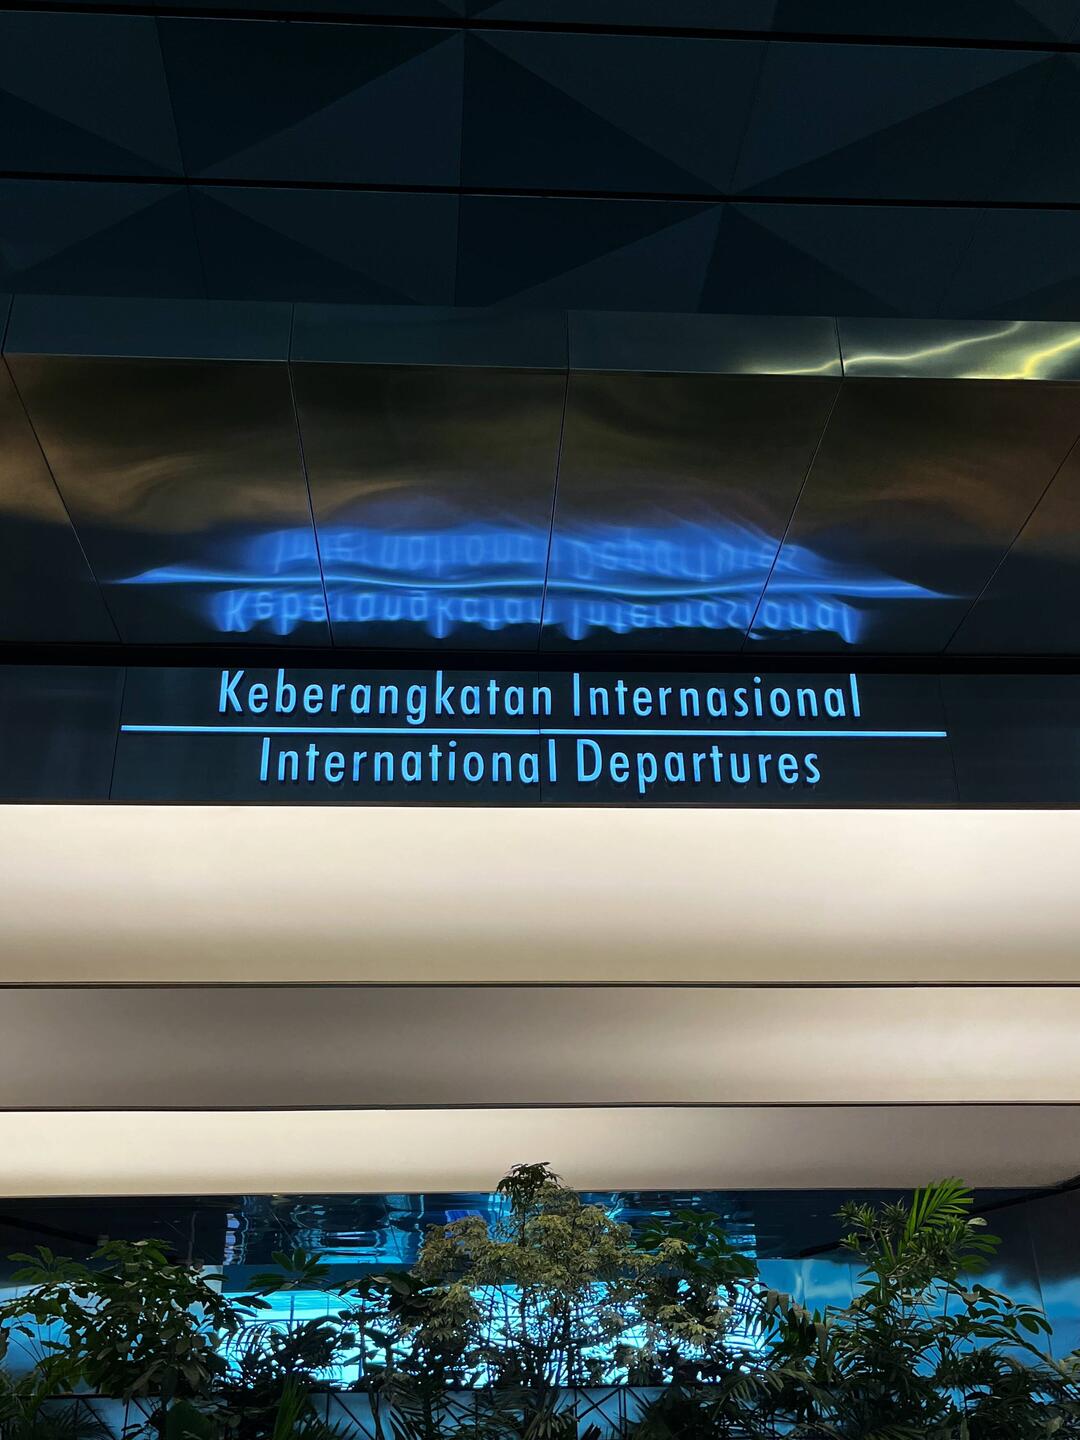 Keberangkatan Internasional
International Departures